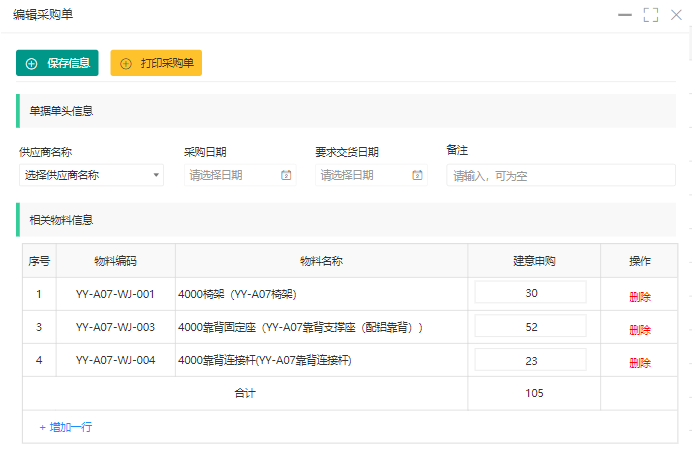 编辑采购单
保存信息 打印采购单
单据单头信息
供应商名称 采购日期 要求交货日期 备注
选择供应商名称 请选择日期 请选择日期 请输入，可为空
相关物料信息
序号 物料编码 物料名称 建意申购 操作
1 YY-A07-WJ-001 4000椅架（YY-A07椅架） 30 删除
3 YY-A07-WJ-003 4000靠背固定座（YY-A07靠背支撑座（配铝靠背）） 52 删除
4 YY-A07-WJ-004 4000靠背连接杆(YY-A07靠背连接杆) 23 删除
合计 105
+ 增加一行